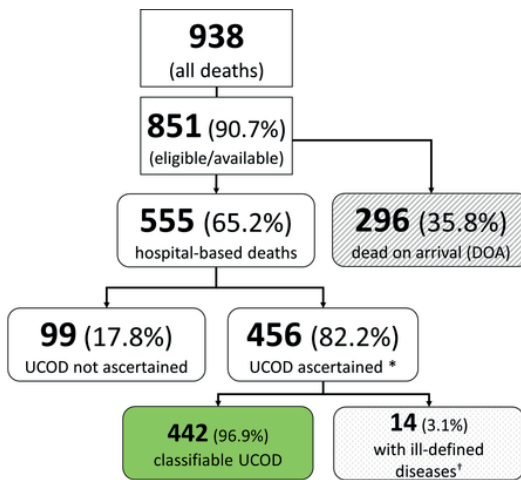 938
(all deaths)
851 (90.7%)
(eligible/available)
555 (65.2%)
hospital-based deaths
296 (35.8%)
dead on arrival (DOA)
99 (17.8%)
UCOD not ascertained
456 (82.2%)
UCOD ascertained *
442 (96.9%)
classifiable UCOD
14 (3.1%)
with ill-defined
diseases†